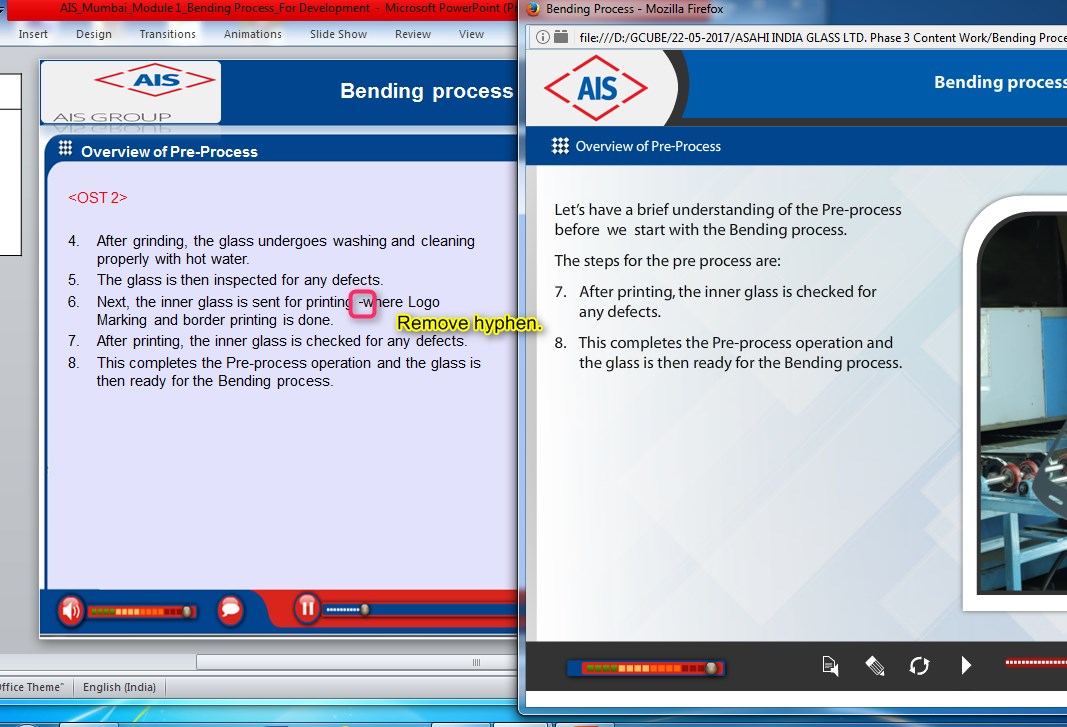 AIS_Mumbai_Module 1_Bending Process_For Development - Microsoft PowerPoint (Pr
Insert Design Transitions Animations Slide Show Review View
AIS
AIS GROUP
Bending process
Overview of Pre-Process
<OST 2>
4. After grinding, the glass undergoes washing and cleaning
properly with hot water.
5. The glass is then inspected for any defects.
6. Next, the inner glass is sent for printing -where Logo
Marking and border printing is done.
Remove hyphen.
7. After printing, the inner glass is checked for any defects.
8. This completes the Pre-process operation and the glass is
then ready for the Bending process.
ffice Theme" English (India)
Bending Process - Mozilla Firefox
file:///D:/GCUBE/22-05-2017/ASAHI INDIA GLASS LTD. Phase 3 Content Work/Bending Proce
AIS
Bending process
Overview of Pre-Process
Let's have a brief understanding of the Pre-process
before we start with the Bending process.
The steps for the pre process are:
7. After printing, the inner glass is checked for
any defects.
8. This completes the Pre-process operation and
the glass is then ready for the Bending process.